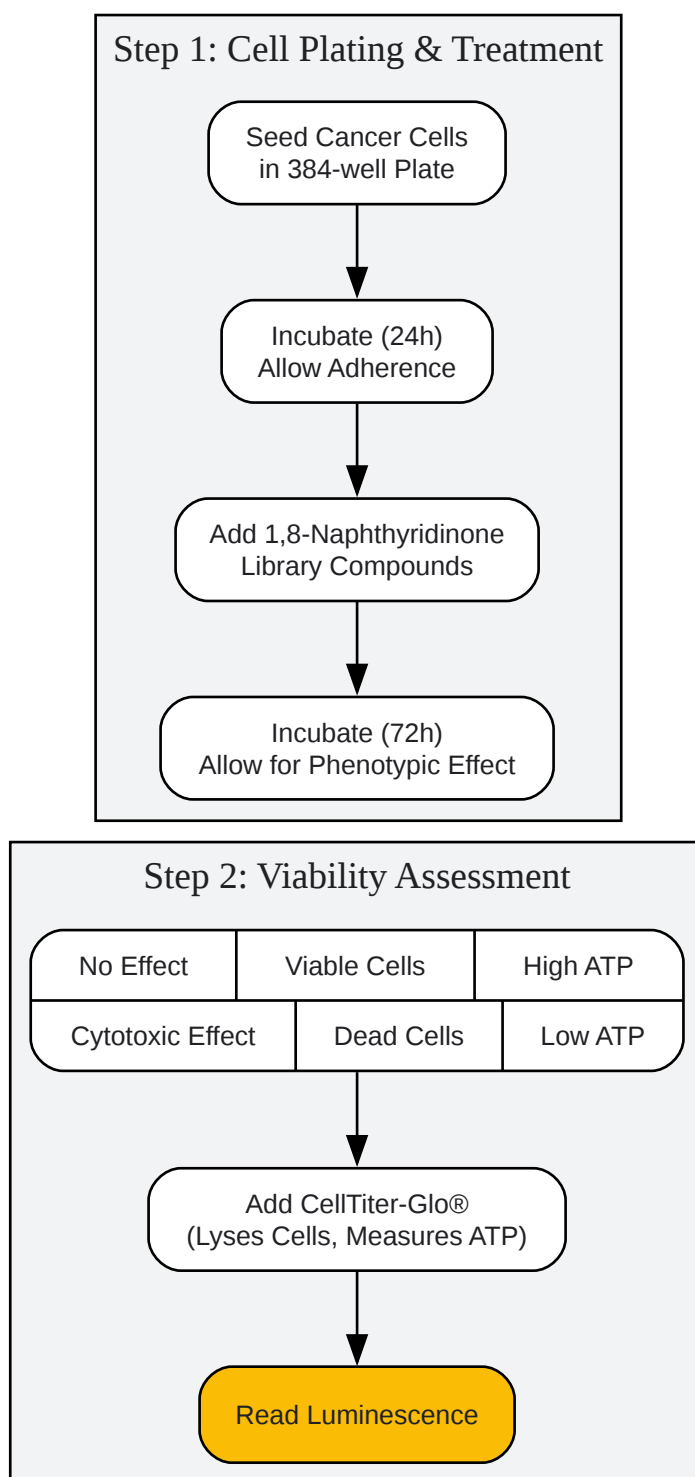 Step 1: Cell Plating & Treatment
Seed Cancer Cells
in 384-well Plate
Incubate (24h)
Allow Adherence
Add 1,8-Naphthyridinone
Library Compounds
Incubate (72h)
Allow for Phenotypic Effect
Step 2: Viability Assessment
No Effect Viable Cells High ATP
Cytotoxic Effect Dead Cells Low ATP
Add CellTiter-Glo®
(Lyses Cells, Measures ATP)
Read Luminescence